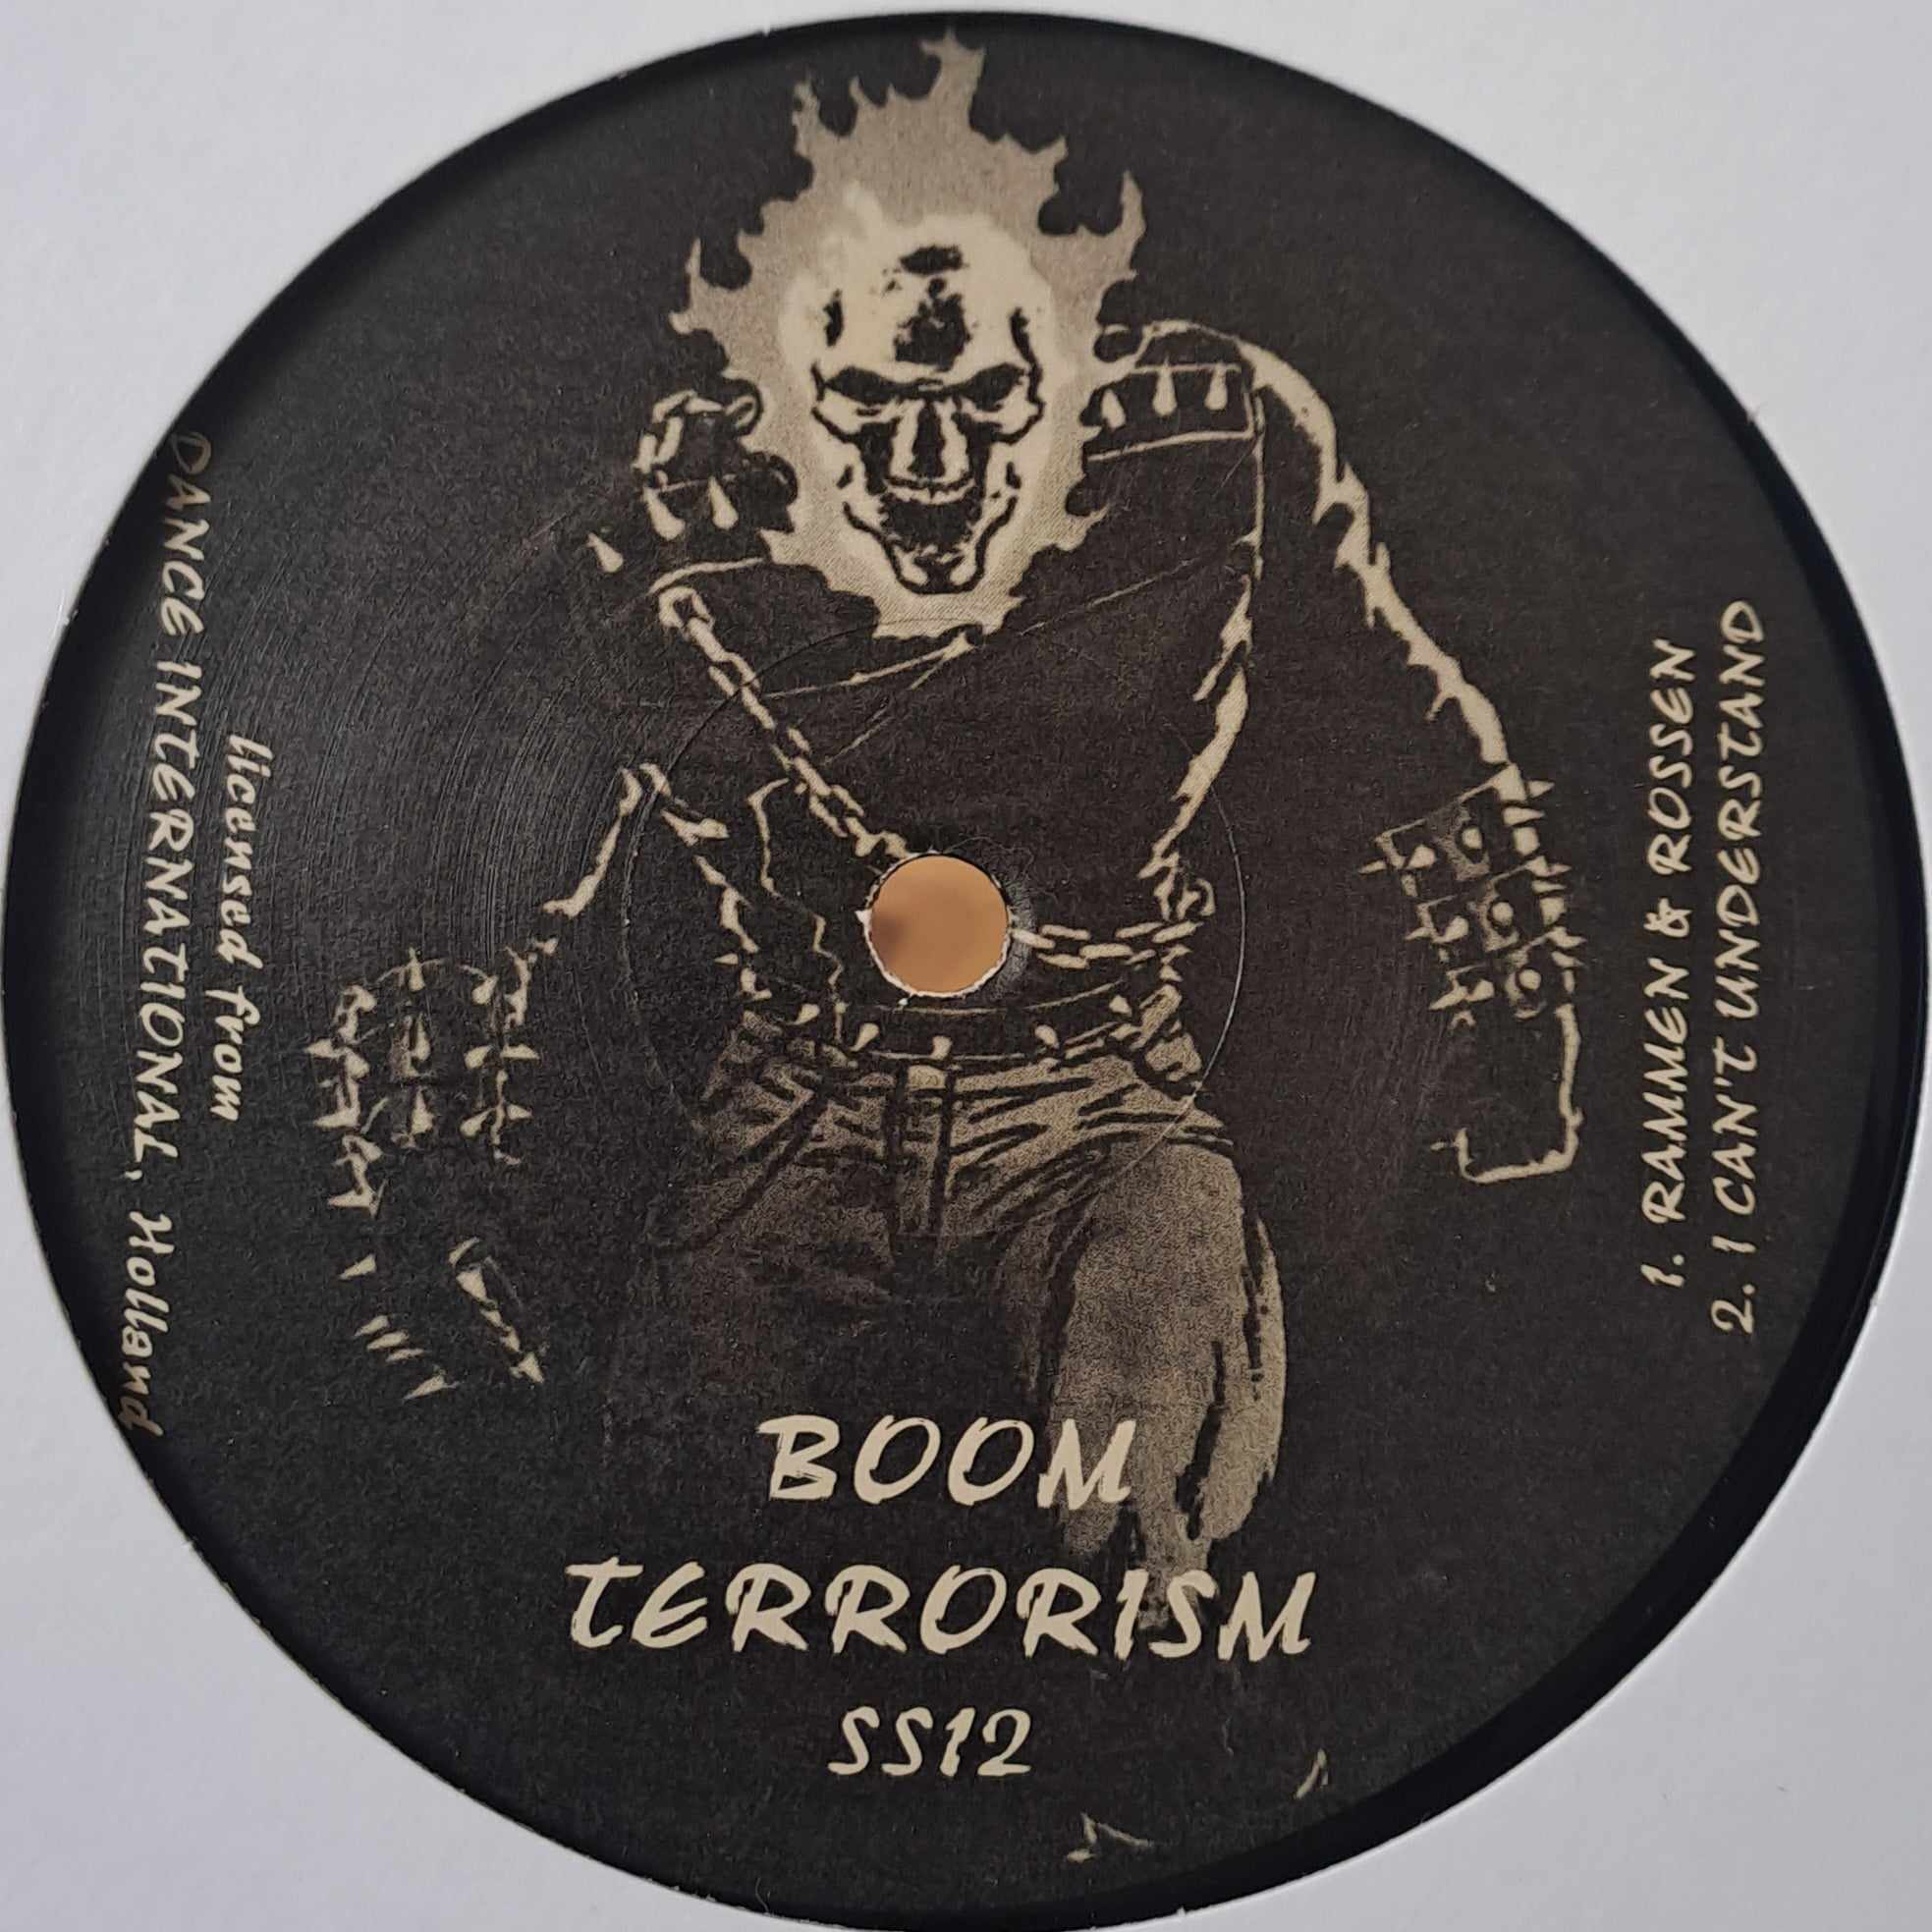 licensed from
DANCE INTERNATIONAL, Holland
1. RAMMEN & ROSSEN
2. I CAN'T UNDERSTAND
BOOM
TERRORISM
SS12